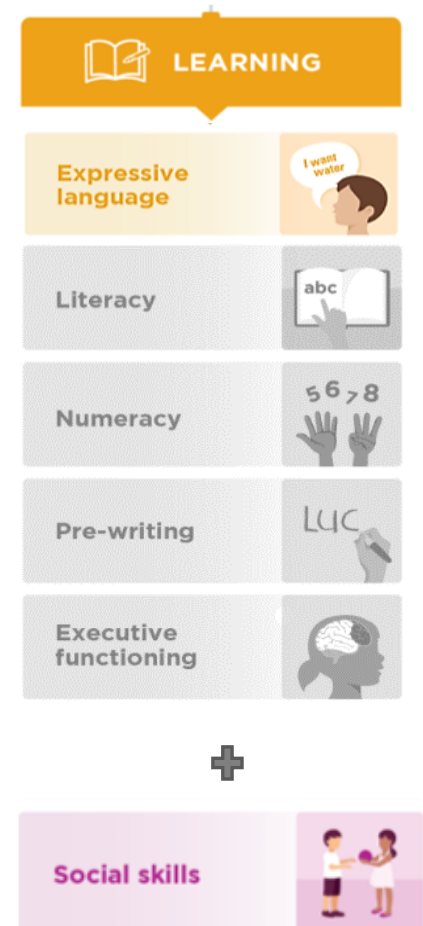 LEARNING
Expressive
language
I want
water
Literacy
abc
Numeracy
5 6 7 8
Pre-writing
LUC
Executive
functioning
Social skills